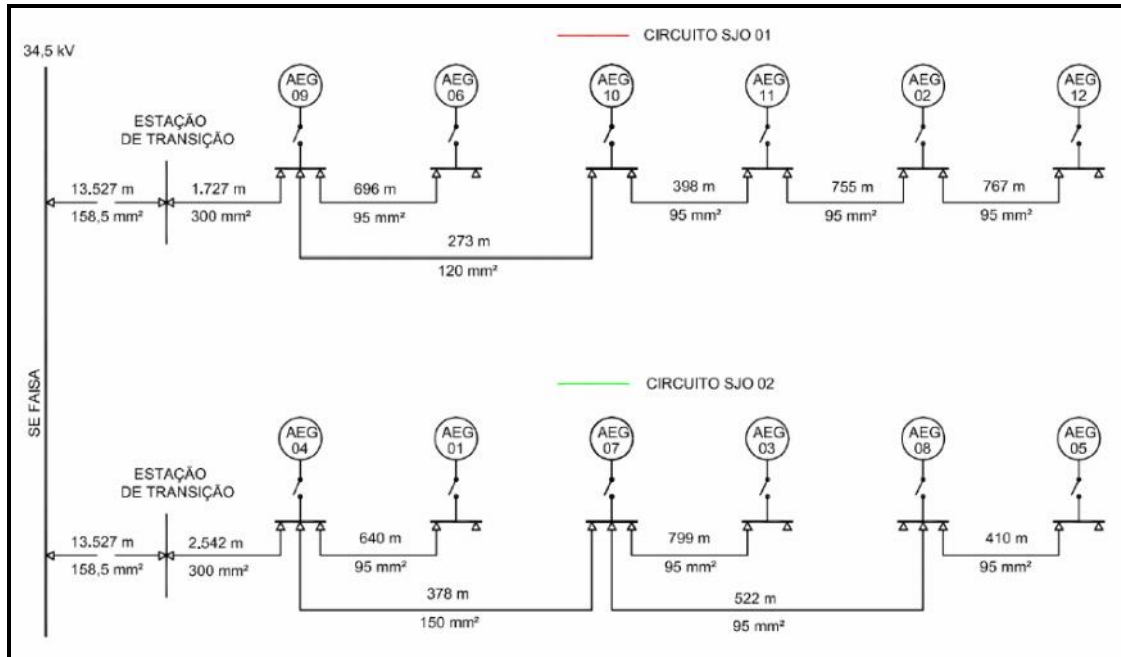 CIRCUITO SJO 01
34,5 kV
AEG 09
AEG 06
AEG 10
AEG 11
AEG 02
AEG 12
ESTAÇÃO
DE TRANSIÇÃO
13.527 m
1.727 m
696 m
398 m
755 m
767 m
158,5 mm²
300 mm²
95 mm²
95 mm²
95 mm²
95 mm²
273 m
120 mm²
SE FAISA
CIRCUITO SJO 02
AEG 04
AEG 01
AEG 07
AEG 03
AEG 08
AEG 05
ESTAÇÃO
DE TRANSIÇÃO
13.527 m
2.542 m
640 m
799 m
410 m
158,5 mm²
300 mm²
95 mm²
95 mm²
95 mm²
378 m
522 m
150 mm²
95 mm²